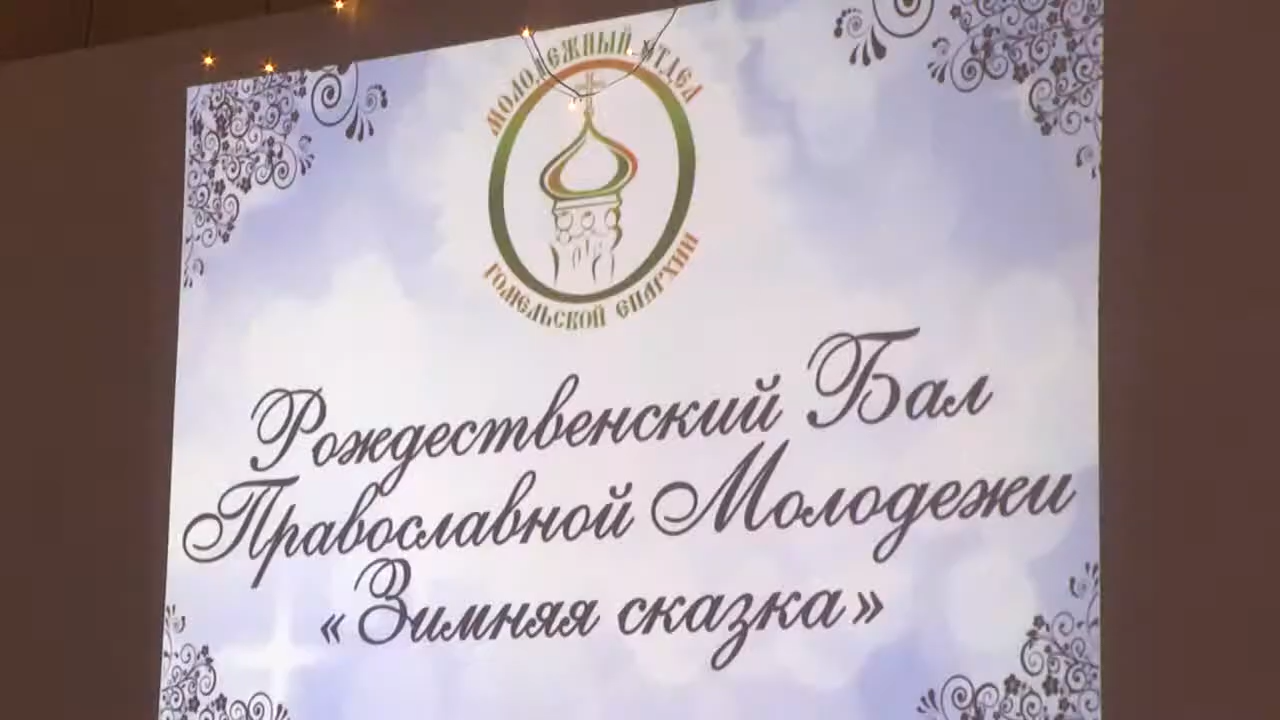 МОЛОДЕЖНЫЙ ОТДЕЛ
ГОМЕЛЬСКОЙ ЕПАРХИИ
Рождественский Бал
Православной Молодежи
«Зимняя сказка»